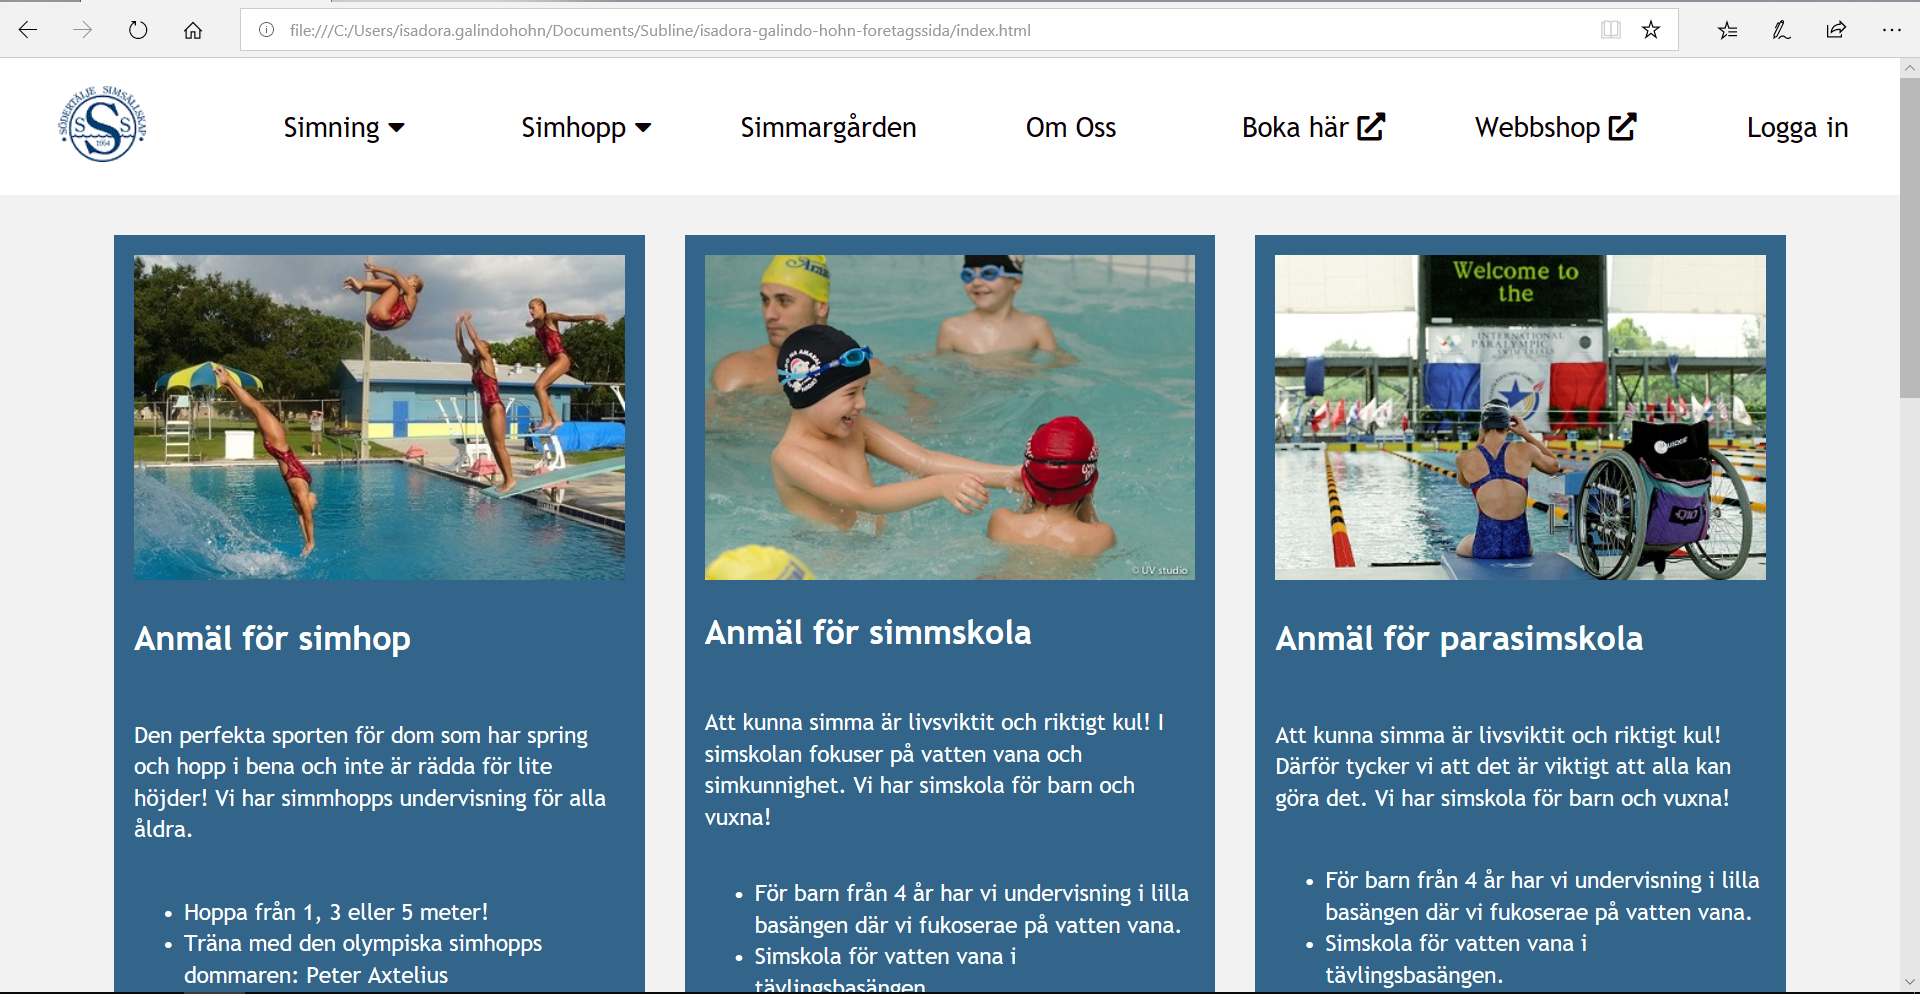 file:///C:/Users/isadora.galindohohn/Documents/Subline/isadora-galindo-hohn-foretagssida/index.html
SÖDERTÄLJE SIMSÄLLSKAP
S S S
1964
Simning
Simhopp
Simmargården
Om Oss
Boka här
Webbshop
Logga in
Arena
© UV studio
Welcome to
the
INTERNATIONAL
PARALYMPIC
SWIM TRIALS
Anmäl för simhop
Den perfekta sporten för dom som har spring
och hopp i bena och inte är rädda för lite
höjder! Vi har simmhopps undervisning för alla
åldra.
• Hoppa från 1, 3 eller 5 meter!
• Träna med den olympiska simhopps
dommaren: Peter Axtelius
Anmäl för simmskola
Att kunna simma är livsviktit och riktigt kul! I
simskolan fokuser på vatten vana och
simkunnighet. Vi har simskola för barn och
vuxna!
• För barn från 4 år har vi undervisning i lilla
basängen där vi fukoserae på vatten vana.
• Simskola för vatten vana i
tävlingsbasängen
Anmäl för parasimskola
Att kunna simma är livsviktit och riktigt kul!
Därför tycker vi att det är viktigt att alla kan
göra det. Vi har simskola för barn och vuxna!
• För barn från 4 år har vi undervisning i lilla
basängen där vi fukoserae på vatten vana.
• Simskola för vatten vana i
tävlingsbasängen.